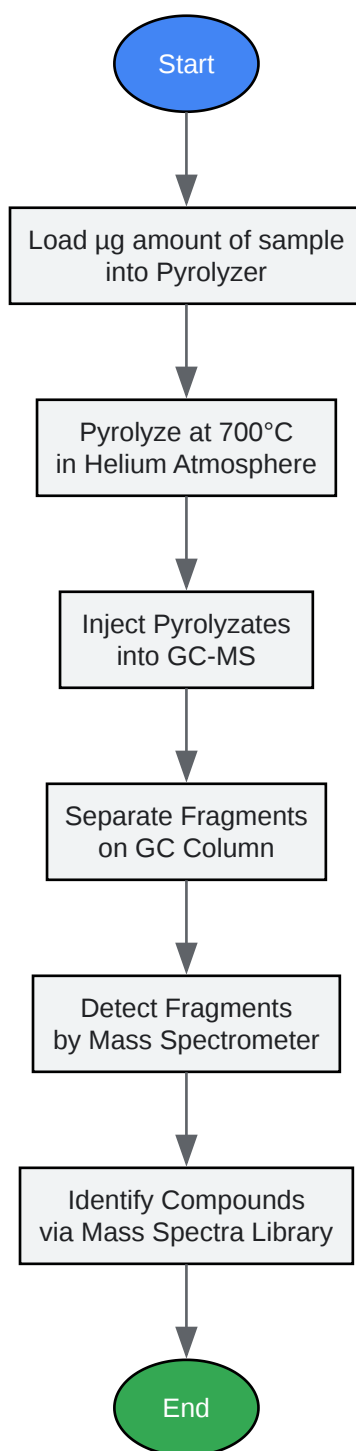 Start
Load µg amount of sample
into Pyrolyzer
Pyrolyze at 700°C
in Helium Atmosphere
Inject Pyrolyzates
into GC-MS
Separate Fragments
on GC Column
Detect Fragments
by Mass Spectrometer
Identify Compounds
via Mass Spectra Library
End